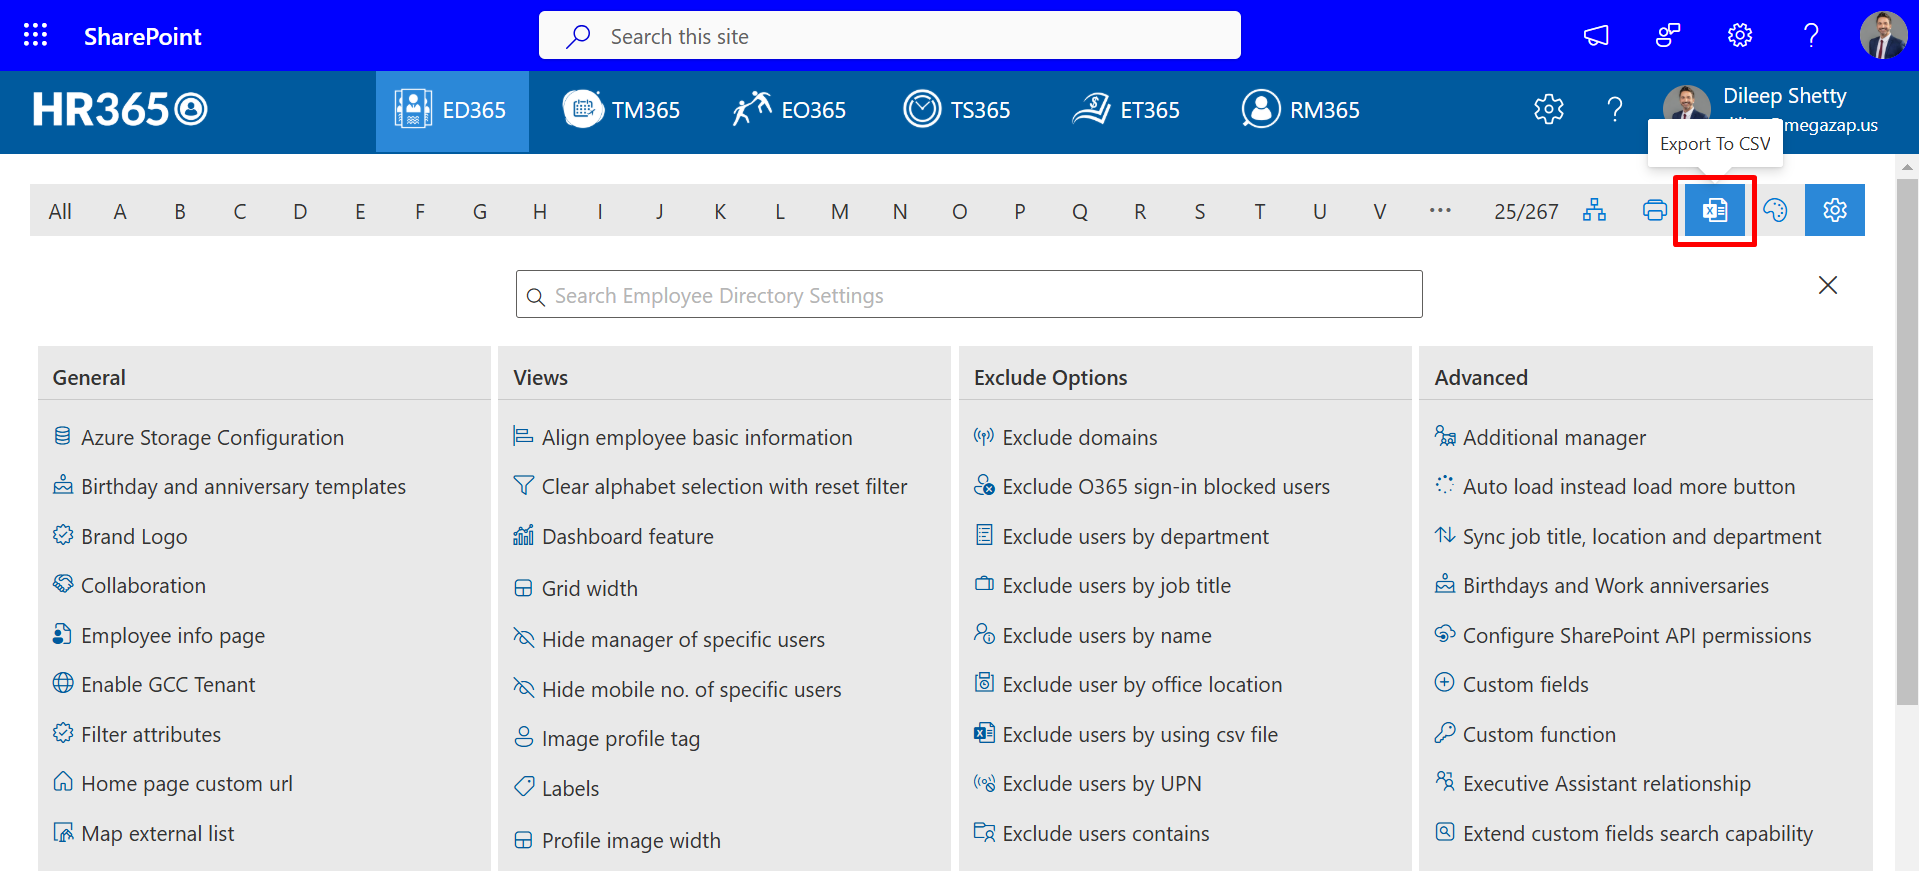 SharePoint
Search this site
HR365
ED365
TM365
EO365
TS365
ET365
RM365
Dileep Shetty
megazap.us
Export To CSV
All A B C D E F G H I J K L M N O P Q R S T U V ··· 25/267
Search Employee Directory Settings
General
Azure Storage Configuration
Birthday and anniversary templates
Brand Logo
Collaboration
Employee info page
Enable GCC Tenant
Filter attributes
Home page custom url
Map external list
Views
Align employee basic information
Clear alphabet selection with reset filter
Dashboard feature
Grid width
Hide manager of specific users
Hide mobile no. of specific users
Image profile tag
Labels
Profile image width
Exclude Options
Exclude domains
Exclude O365 sign-in blocked users
Exclude users by department
Exclude users by job title
Exclude users by name
Exclude user by office location
Exclude users by using csv file
Exclude users by UPN
Exclude users contains
Advanced
Additional manager
Auto load instead load more button
Sync job title, location and department
Birthdays and Work anniversaries
Configure SharePoint API permissions
Custom fields
Custom function
Executive Assistant relationship
Extend custom fields search capability